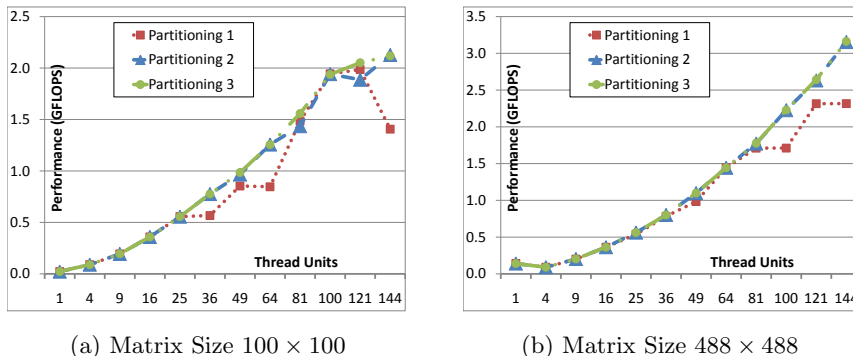 2.5
2.0
1.5
1.0
0.5
0.0
Performance (GFLOPS)
Partitioning 1
Partitioning 2
Partitioning 3
Thread Units
1 4 9 16 25 36 49 64 81 100 121 144
(a) Matrix Size 100 × 100
3.5
3.0
2.5
2.0
1.5
1.0
0.5
0.0
Performance (GFLOPS)
Partitioning 1
Partitioning 2
Partitioning 3
Thread Units
1 4 9 16 25 36 49 64 81 100 121 144
(b) Matrix Size 488 × 488